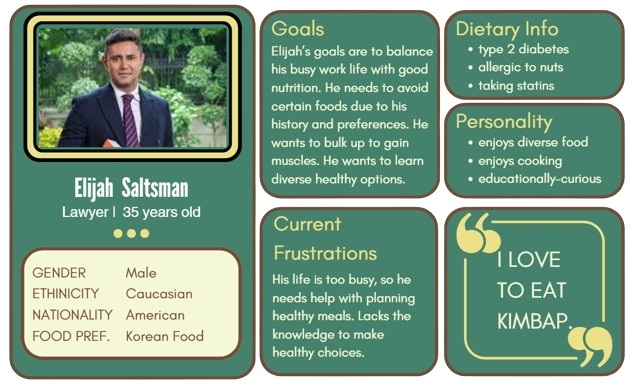 Elijah Saltsman
Lawyer | 35 years old
GENDER Male
ETHINICITY Caucasian
NATIONALITY American
FOOD PREF. Korean Food
Goals
Elijah's goals are to balance
his busy work life with good
nutrition. He needs to avoid
certain foods due to his
history and preferences. He
wants to bulk up to gain
muscles. He wants to learn
diverse healthy options.
Current
Frustrations
His life is too busy, so he
needs help with planning
healthy meals. Lacks the
knowledge to make
healthy choices.
Dietary Info
• type 2 diabetes
• allergic to nuts
• taking statins
Personality
• enjoys diverse food
• enjoys cooking
• educationally-curious
“I LOVE
TO EAT
KIMBAP.”